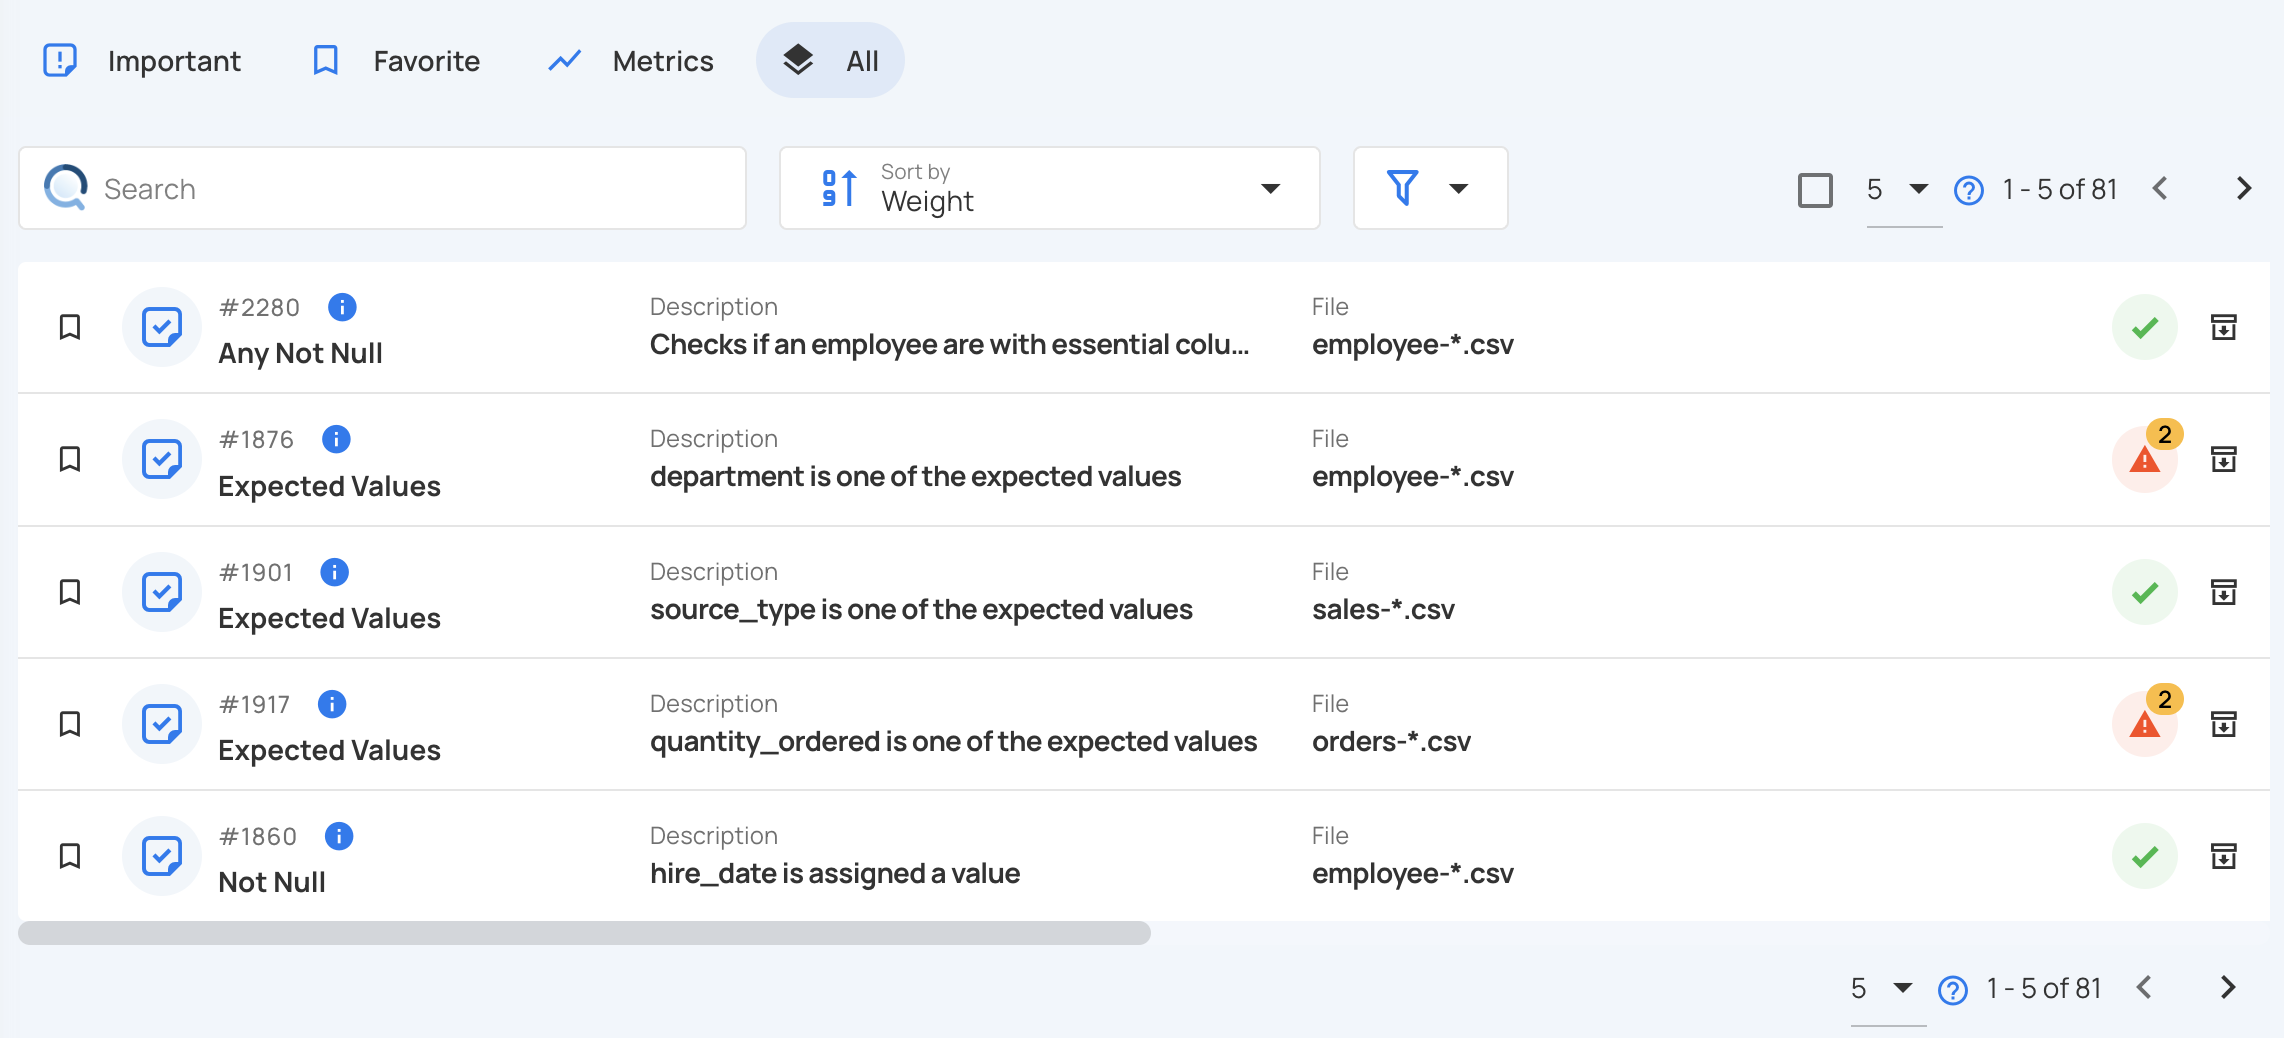 Important Favorite Metrics All
Search
Sort by
Weight
5 1 - 5 of 81
#2280 Description File
Any Not Null Checks if an employee are with essential colu... employee-*.csv
#1876 Description File 2
Expected Values department is one of the expected values employee-*.csv
#1901 Description File
Expected Values source_type is one of the expected values sales-*.csv
#1917 Description File 2
Expected Values quantity_ordered is one of the expected values orders-*.csv
#1860 Description File
Not Null hire_date is assigned a value employee-*.csv
5 1 - 5 of 81